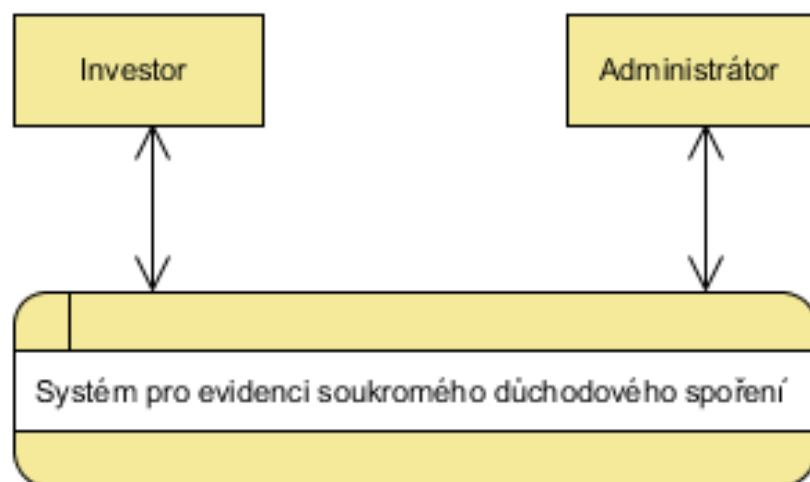 Investor
Administrátor
Systém pro evidenci soukromého důchodového spoření